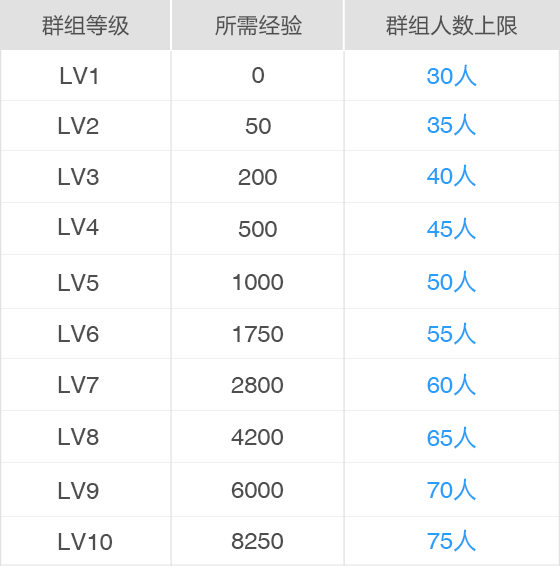 群组等级 所需经验 群组人数上限
LV1 0 30人
LV2 50 35人
LV3 200 40人
LV4 500 45人
LV5 1000 50人
LV6 1750 55人
LV7 2800 60人
LV8 4200 65人
LV9 6000 70人
LV10 8250 75人